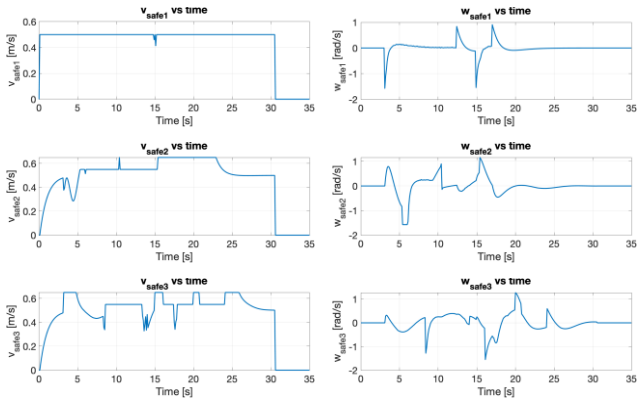 v_safe1 vs time
w_safe1 vs time
v_safe1 [m/s]
0.6
0.4
0.2
0
0 5 10 15 20 25 30 35
Time [s]
w_safe1 [rad/s]
1
0
-1
2
0 5 10 15 20 25 30 35
Time [s]
v_safe2 vs time
w_safe2 vs time
v_safe2 [m/s]
0.6
0.4
0.2
0
0 5 10 15 20 25 30 35
Time [s]
w_safe2 [rad/s]
1
0
-1
-2
0 5 10 15 20 25 30 35
Time [s]
v_safe3 vs time
w_safe3 vs time
v_safe3 [m/s]
0.6
0.4
0.2
0
0 5 10 15 20 25 30 35
Time [s]
w_safe3 [rad/s]
1
0
-1
-2
0 5 10 15 20 25 30 35
Time [s]